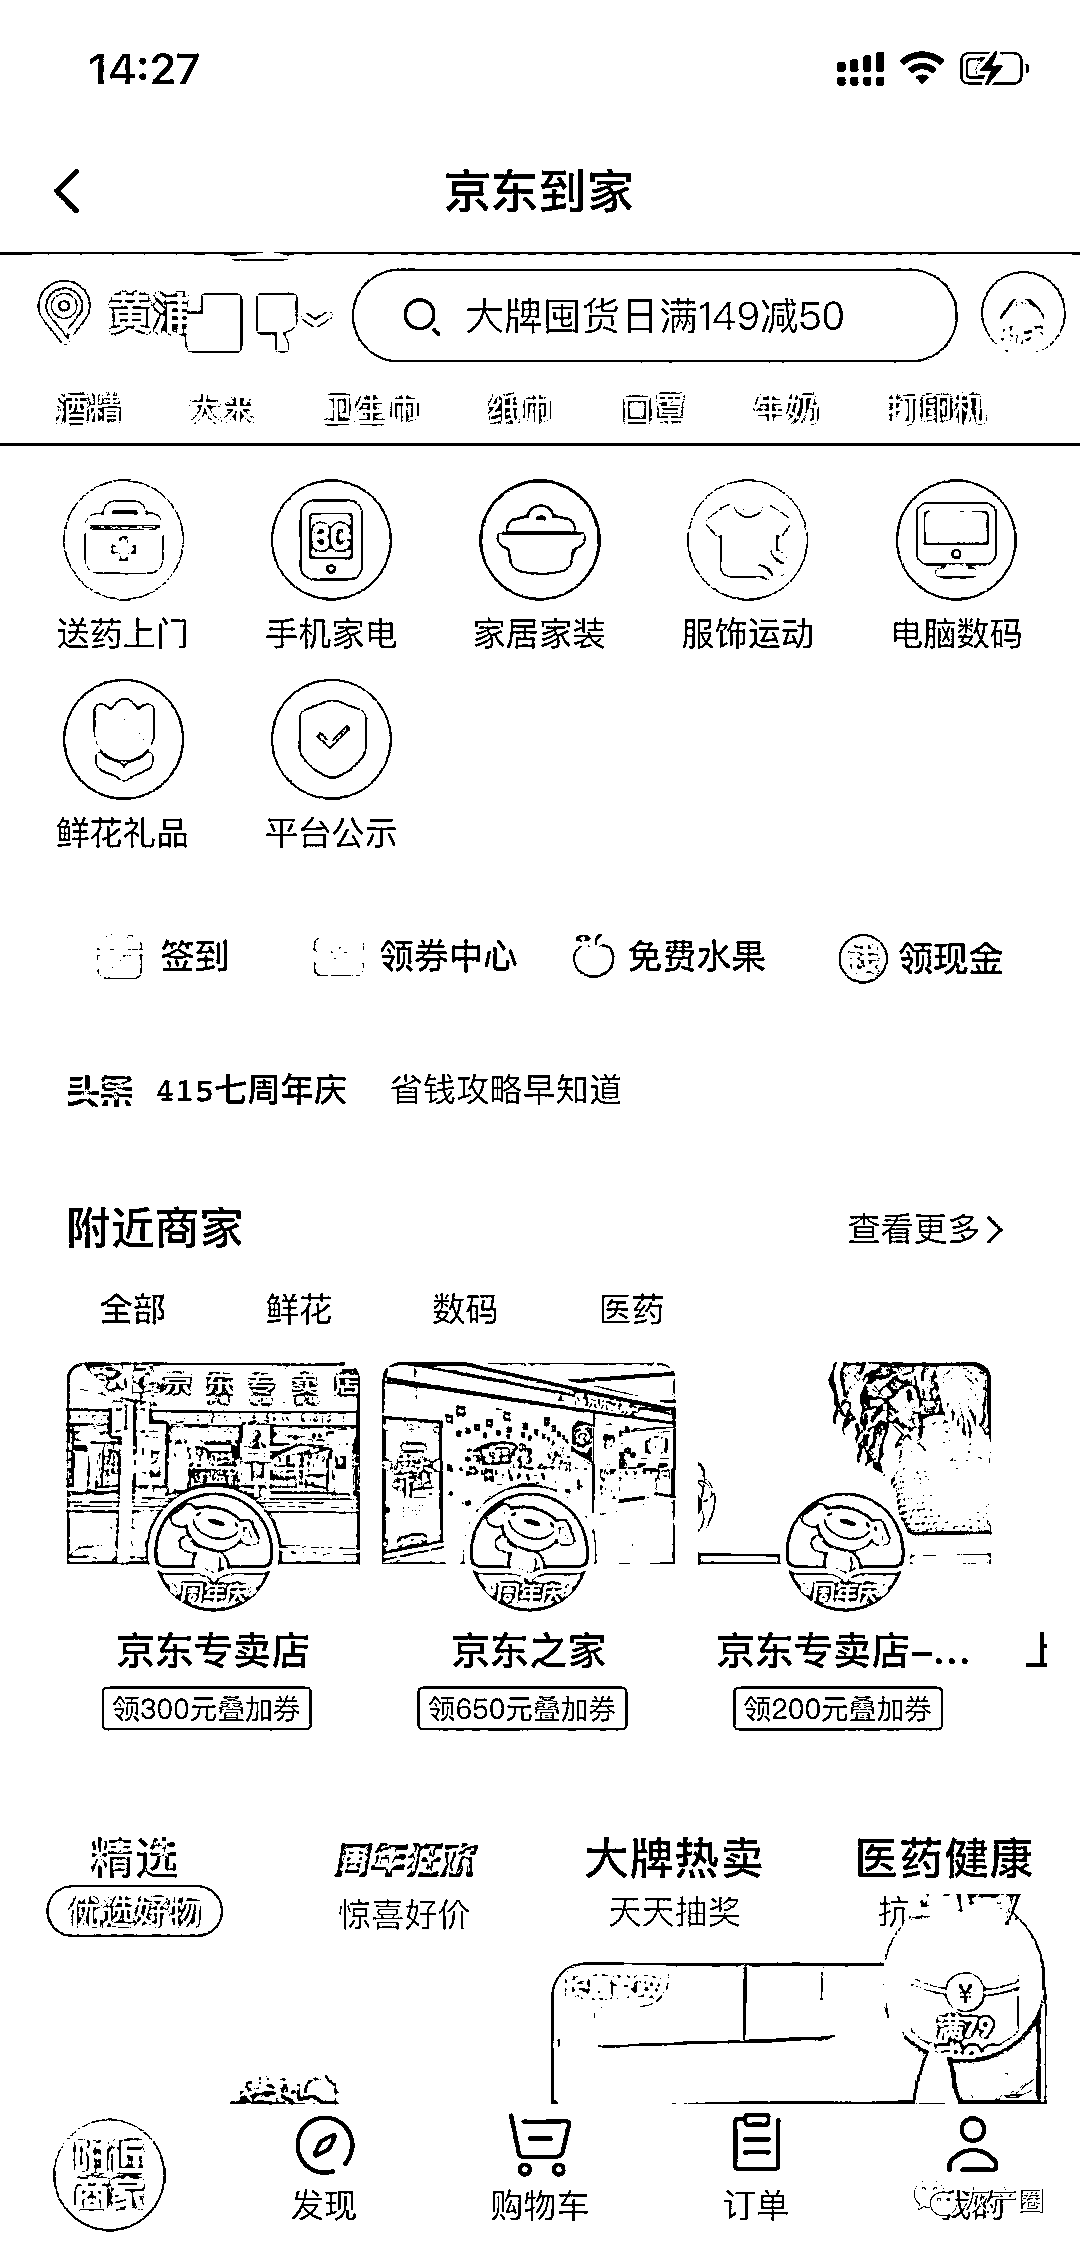 14:27
京东到家
黄浦
大牌囤货日满149减50
酒精 大米 卫生巾 纸巾 口罩 牛奶 打印机
送药上门 手机家电 家居家装 服饰运动 电脑数码
鲜花礼品 平台公示
签到 领券中心 免费水果 领现金
头条 415七周年庆 省钱攻略早知道
附近商家 查看更多
全部 鲜花 数码 医药
京东专卖店
周年庆 周年庆 周年庆
京东专卖店 京东之家 京东专卖店-... 上
领300元叠加券 领650元叠加券 领200元叠加券
精选 周年狂欢 大牌热卖 医药健康
优选好物 惊喜好价 天天抽奖 抗
¥
满79
附近商家 发现 购物车 订单 我的